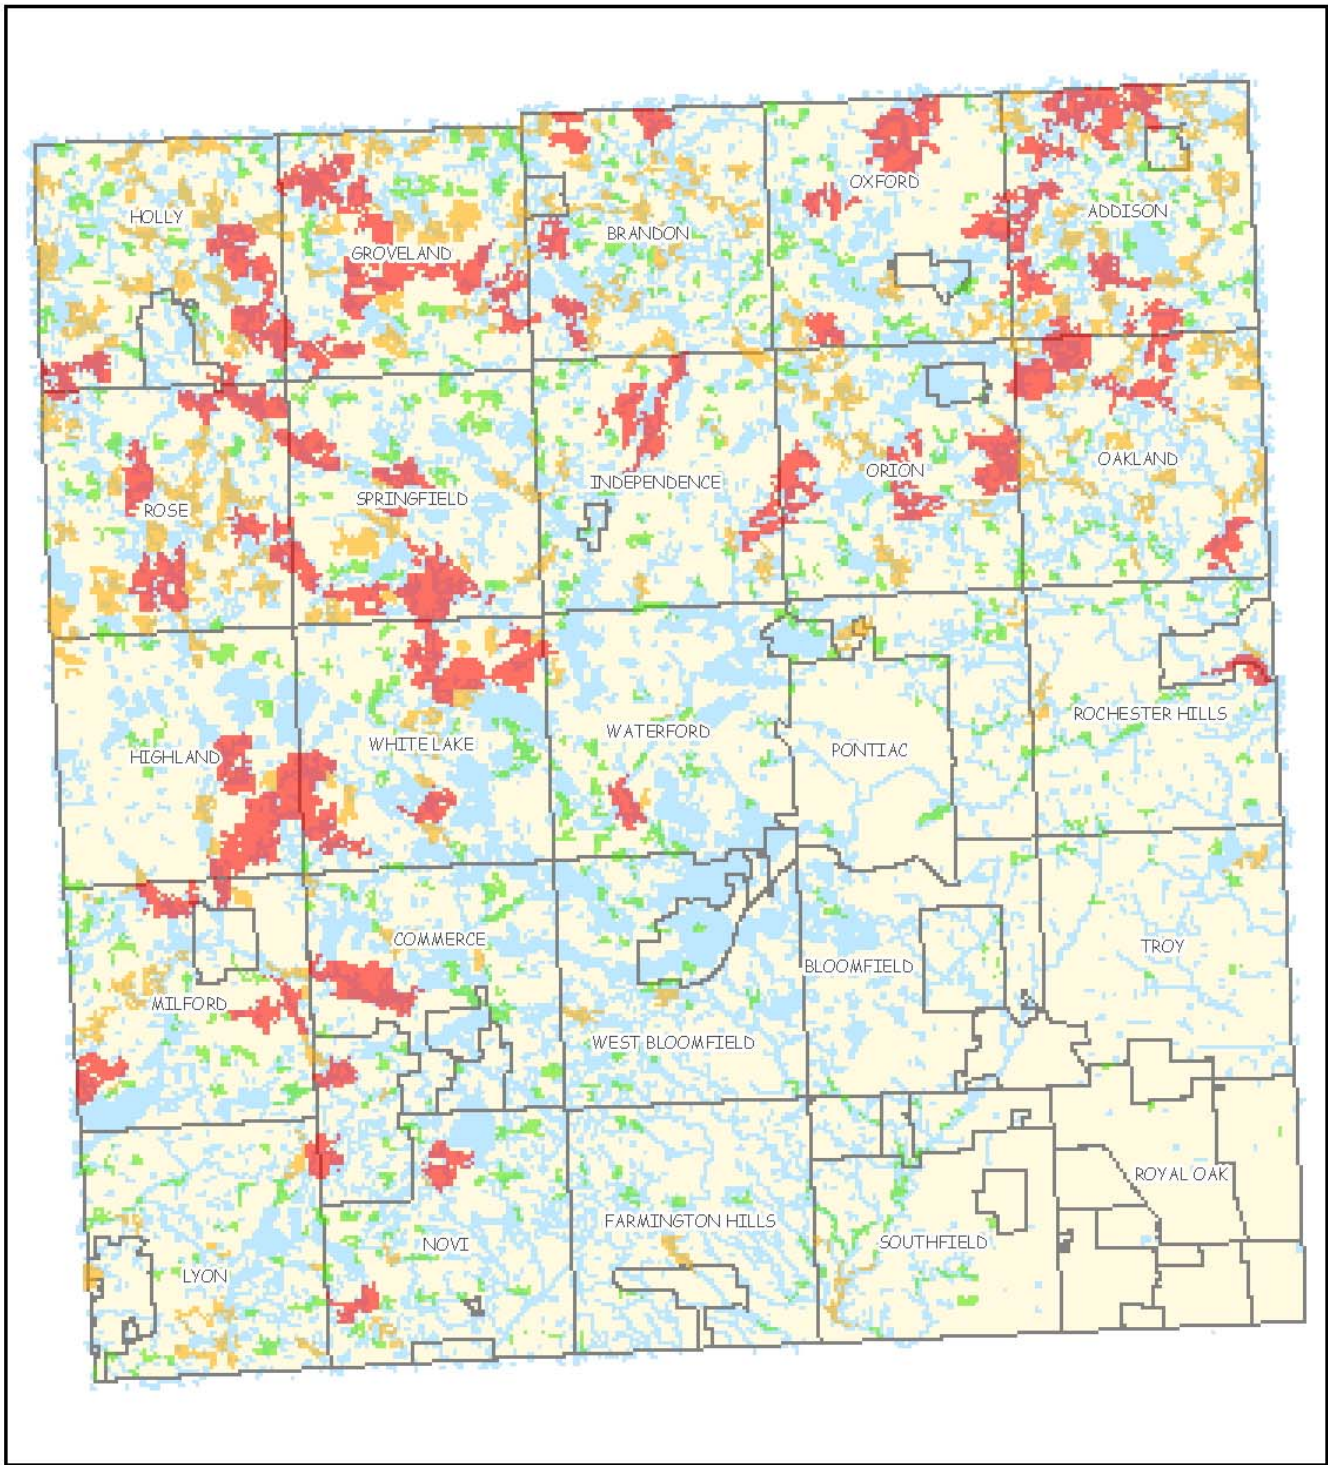 OXFORD
HOLLY
ADDISON
BRANDON
GROVELAND
OAKLAND
ORION
INDEPENDENCE
SPRINGFIELD
ROSE
ROCHESTER HILLS
WATERFORD
WHITE LAKE
PONTIAC
HIGHLAND
COMMERCE
TROY
BLOOMFIELD
MILFORD
WEST BLOOMFIELD
ROYAL OAK
FARMINGTON HILLS
SOUTHFIELD
NOVI
LYON